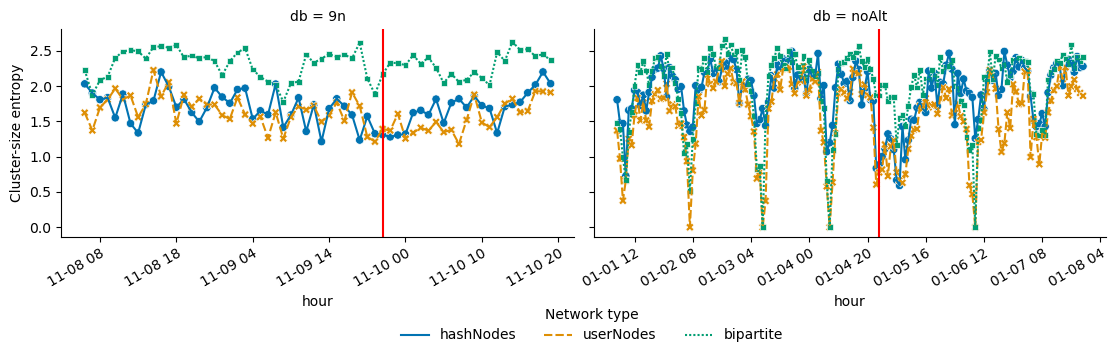 db = 9n
db = noAlt
Cluster-size entropy
2.5
2.0
1.5
1.0
0.5
0.0
11-08 08
11-08 18
11-09 04
11-09 14
11-10 00
11-10 10
11-10 20
01-01 12
01-02 08
01-03 04
01-04 00
01-04 20
01-05 16
01-06 12
01-07 08
01-08 04
hour
hour
Network type
hashNodes
userNodes
bipartite